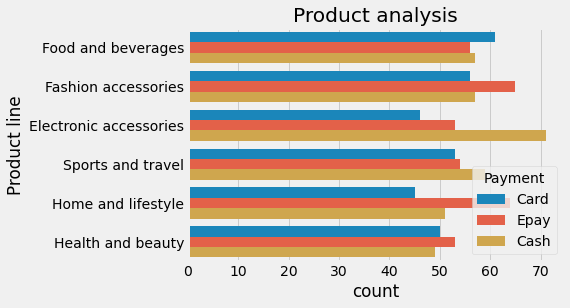 Product analysis
Product line
Food and beverages
Fashion accessories
Electronic accessories
Sports and travel
Home and lifestyle
Health and beauty
Payment
Card
Epay
Cash
0 10 20 30 40 50 60 70
count